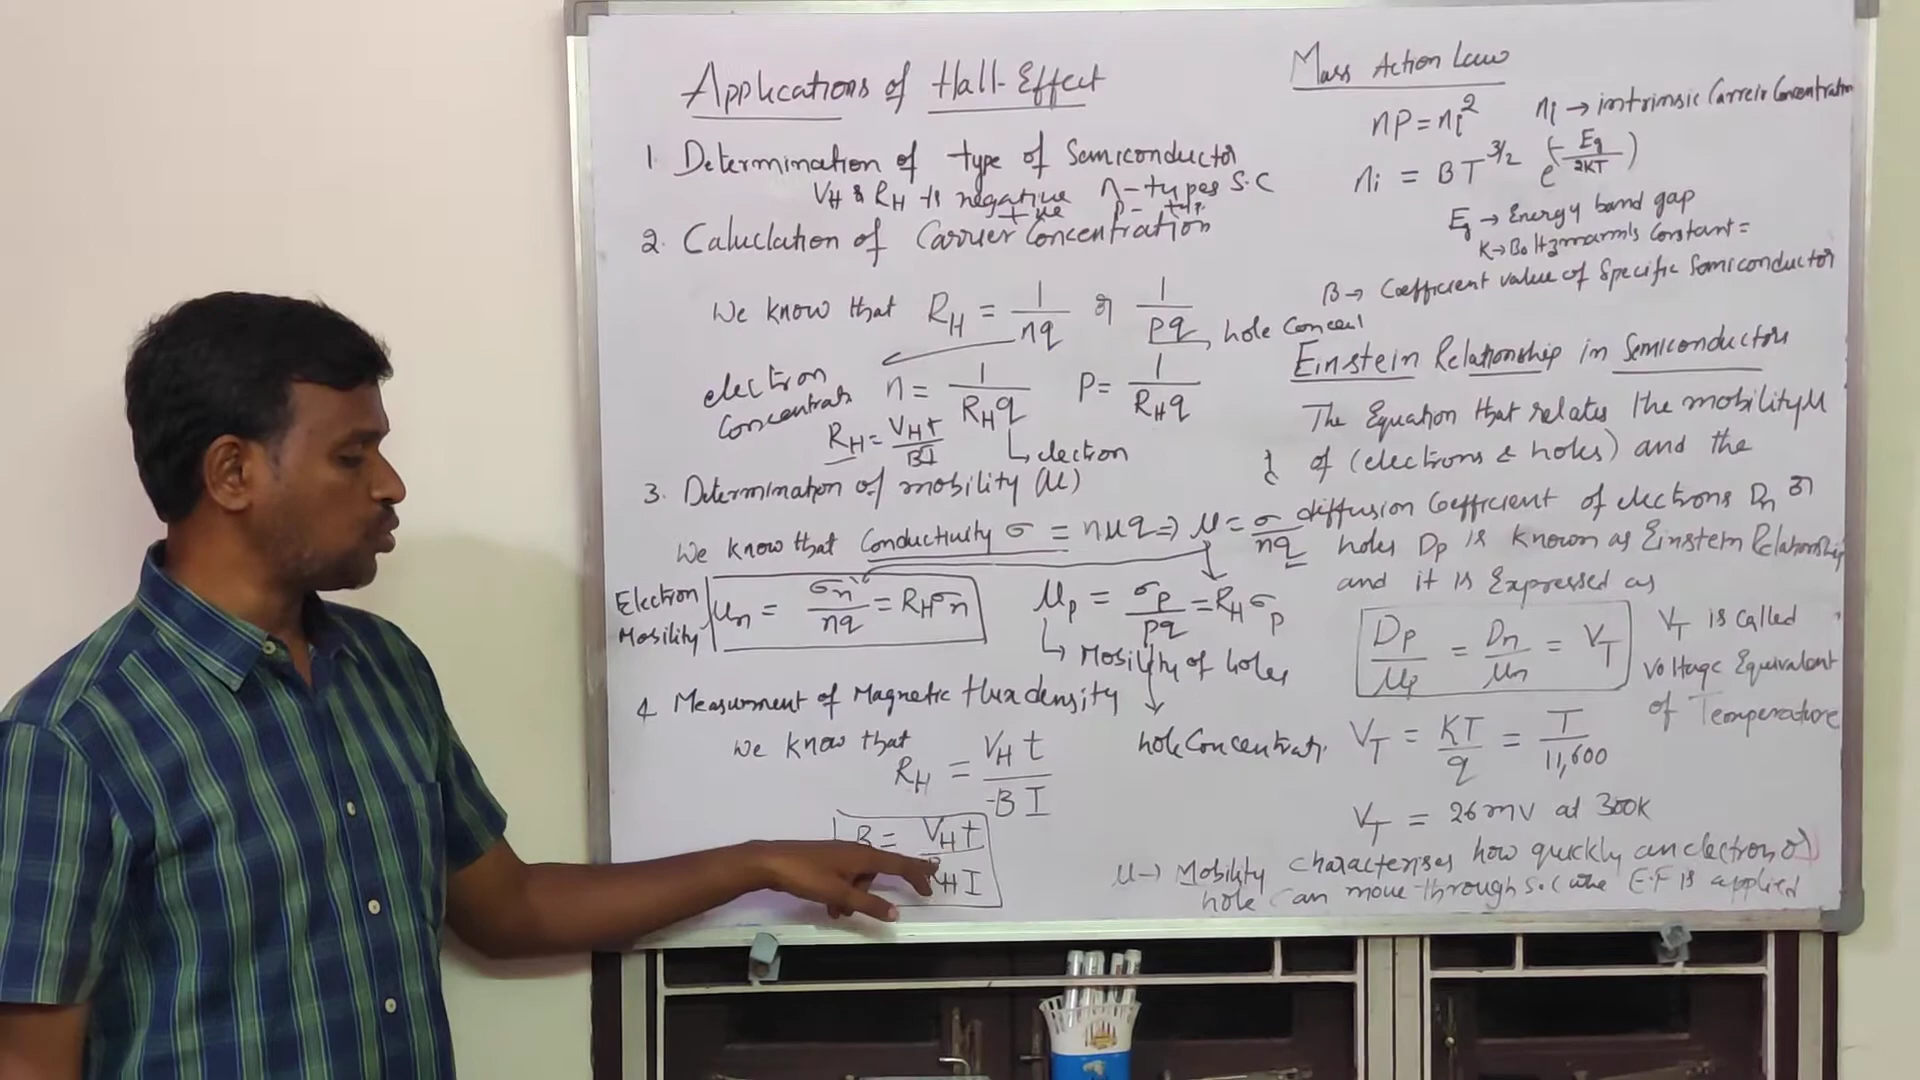 Applications of Hall-Effect
1. Determination of type of Semiconductor
VH & RH is negative n-types S.C
+ve p- typ.
2. Caluclation of Carrier Concentration
We know that RH = 1/nq or 1/pq
hole Concent
electron Concentrat. n = 1/RHq P = 1/RHq
RH = VHt/BI
electron
3. Determination of mobility (μ)
We know that Conductivity σ = nμq ⇒ μ = σ/nq
Electron Mobility μn = σn/nq = RHσn μp = σp/pq = RHσp
↳ Mobility of holes
4 Measurment of Magnetic flux density
hole Concentrat.
We know that
RH = VH t/BI
B = VHt/RHI
Mass Action Law
np = ni² ni → intrinsic Carreir Concentration
ni = BT^3/2 e^(-Eg/2KT)
Eg → Energy band gap
K → Boltzmann's Constant =
B → Coefficient value of Specific Semiconductor
Einstein Relationship in Semiconductors
The Equation that relates the mobility μ
of (electrons & holes) and the
diffusion Coefficient of electrons Dn or
holes Dp is known as Einstein Relationship
and it is Expressed as
Dp/μp = Dn/μn = VT
VT is called
Voltage Equivalent
of Temperature
VT = KT/q = T/11,600
VT = 26mV at 300K
μ → Mobility characterises how quickly an electron or
hole can move through S.C when E.F is applied